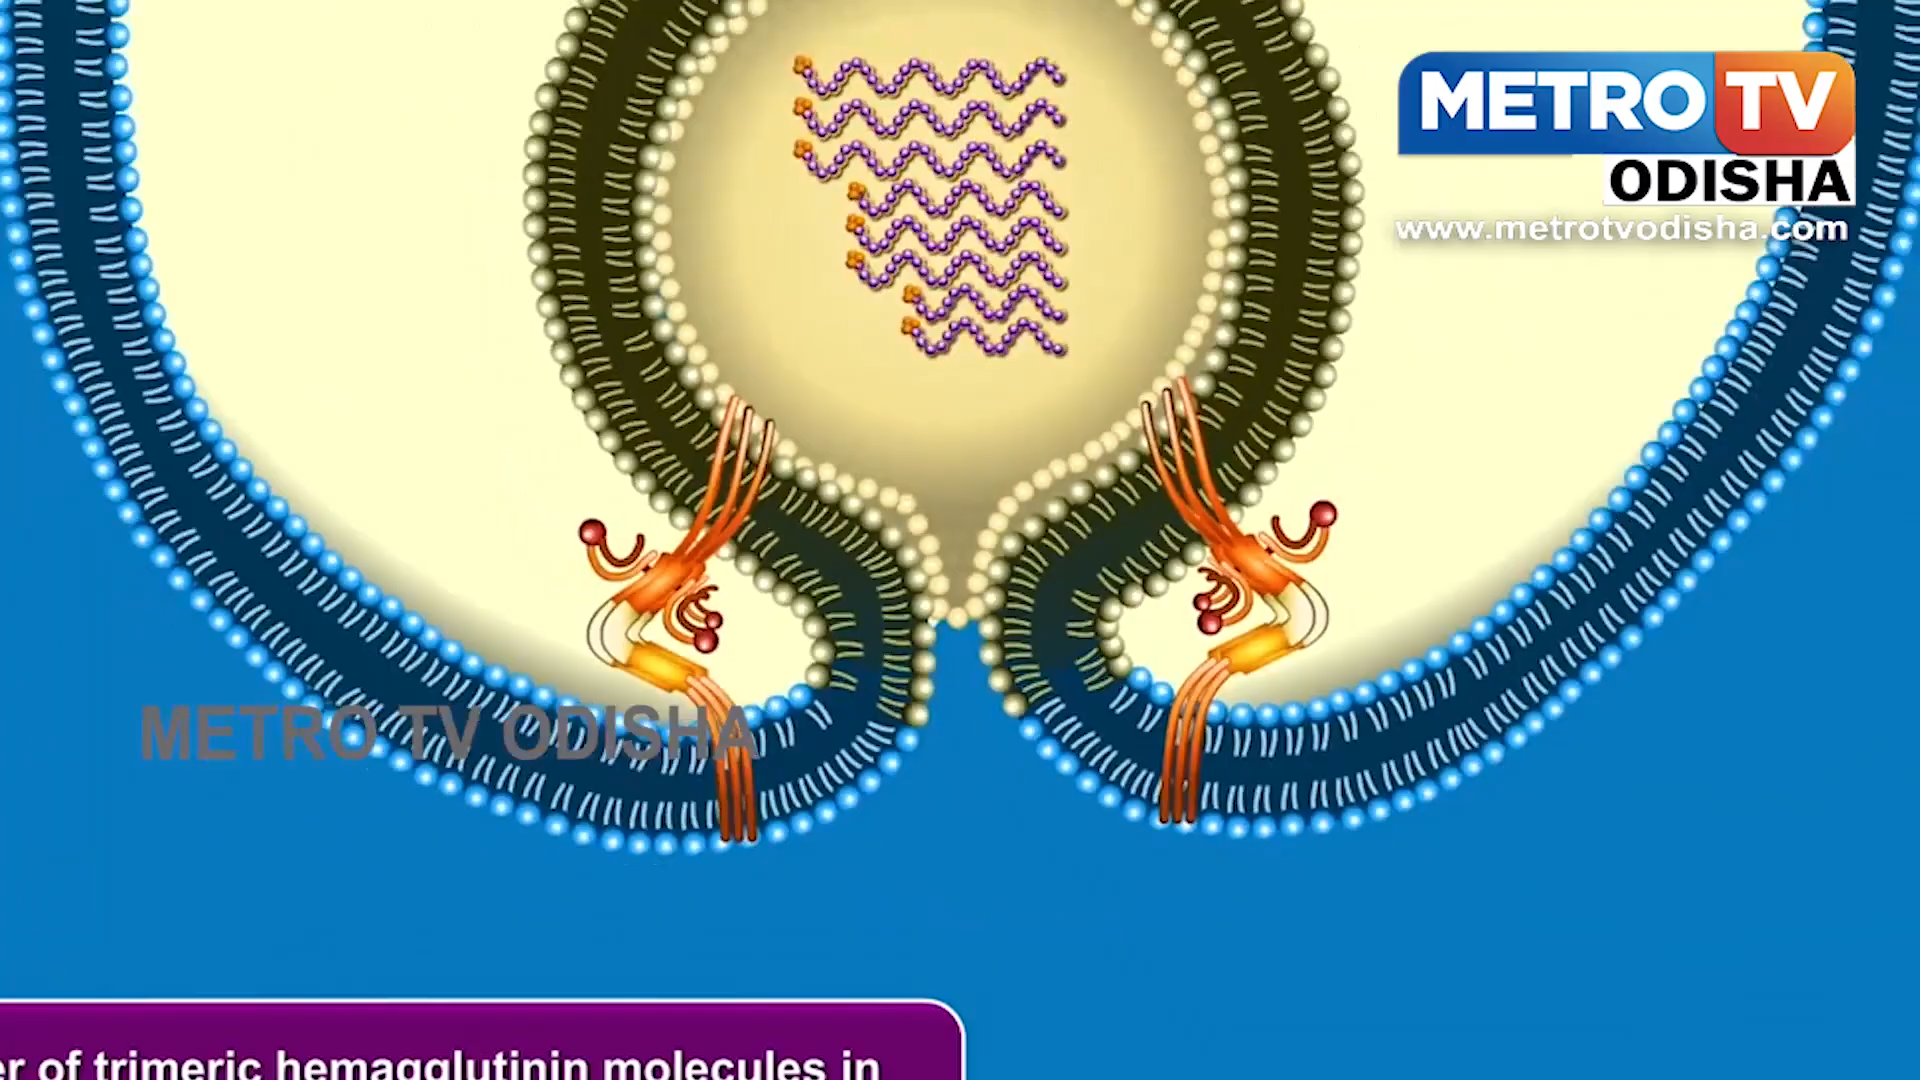 METRO TV
ODISHA
www.metrotvodisha.com
METRO TV ODISHA
of trimeric hemagglutinin molecules in